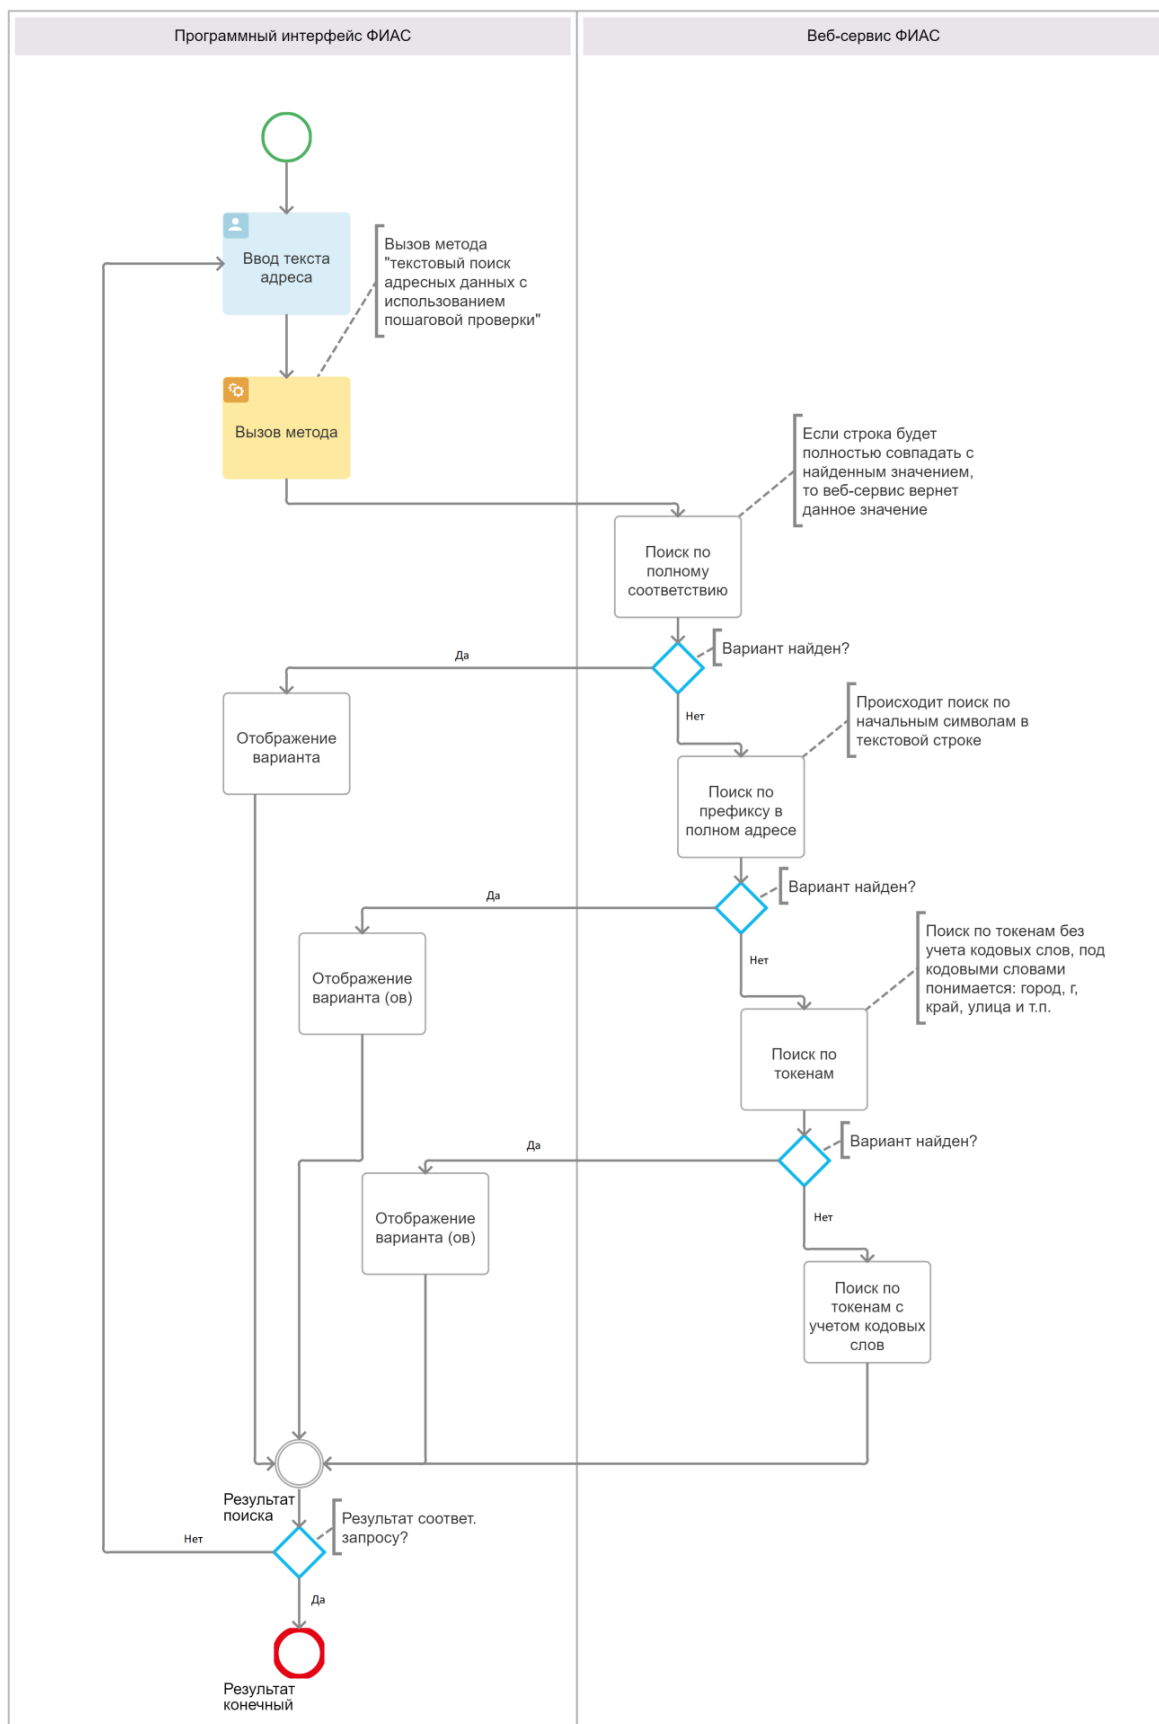 Программный интерфейс ФИАС
Веб-сервис ФИАС
Ввод текста
адреса
Вызов метода
"текстовый поиск
адресных данных с
использованием
пошаговой проверки"
Вызов метода
Если строка будет
полностью совпадать с
найденным значением,
то веб-сервис вернет
данное значение
Поиск по
полному
соответствию
Вариант найден?
Да
Нет
Отображение
варианта
Происходит поиск по
начальным символам в
текстовой строке
Поиск по
префиксу в
полном адресе
Вариант найден?
Да
Нет
Отображение
варианта (ов)
Поиск по токенам без
учета кодовых слов, под
кодовыми словами
понимается: город, г,
край, улица и т.п.
Поиск по
токенам
Вариант найден?
Да
Нет
Отображение
варианта (ов)
Поиск по
токенам с
учетом кодовых
слов
Результат
поиска
Результат соответ.
запросу?
Нет
Да
Результат
конечный